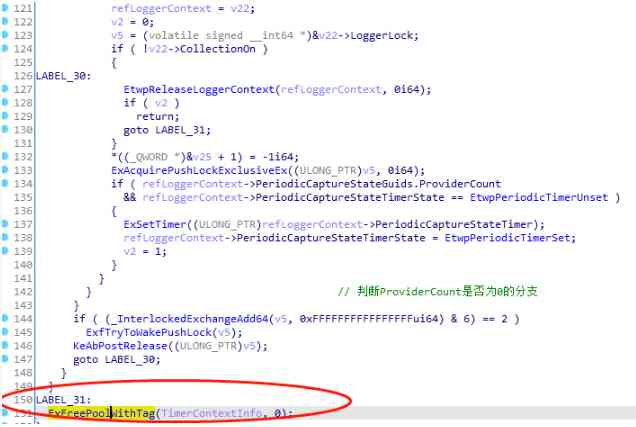 121 refLoggerContext = v22;
122 v2 = 0;
123 v5 = (volatile signed __int64 *)&v22->LoggerLock;
124 if ( !v22->CollectionOn )
125 {
126 LABEL_30:
127 EtwpReleaseLoggerContext(refLoggerContext, 0i64);
128 if ( v2 )
129 return;
130 goto LABEL_31;
131 }
132 *((_QWORD *)&v25 + 1) = -1i64;
133 ExAcquirePushLockExclusiveEx((ULONG_PTR)v5, 0i64);
134 if ( refLoggerContext->PeriodicCaptureStateGuids.ProviderCount
135 && refLoggerContext->PeriodicCaptureStateTimerState == EtwpPeriodicTimerUnset )
136 {
137 ExSetTimer((ULONG_PTR)refLoggerContext->PeriodicCaptureStateTimer);
138 refLoggerContext->PeriodicCaptureStateTimerState = EtwpPeriodicTimerSet;
139 v2 = 1;
140 }
141 }
142 } // 判断ProviderCount是否为0的分支
143 }
144 if ( (_InterlockedExchangeAdd64(v5, 0xFFFFFFFFFFFFFFFFui64) & 6) == 2 )
145 ExfTryToWakePushLock(v5);
146 KeAbPostRelease((ULONG_PTR)v5);
147 goto LABEL_30;
148 }
149 }
150 LABEL_31:
151 ExFreePoolWithTag(TimerContextInfo, 0);